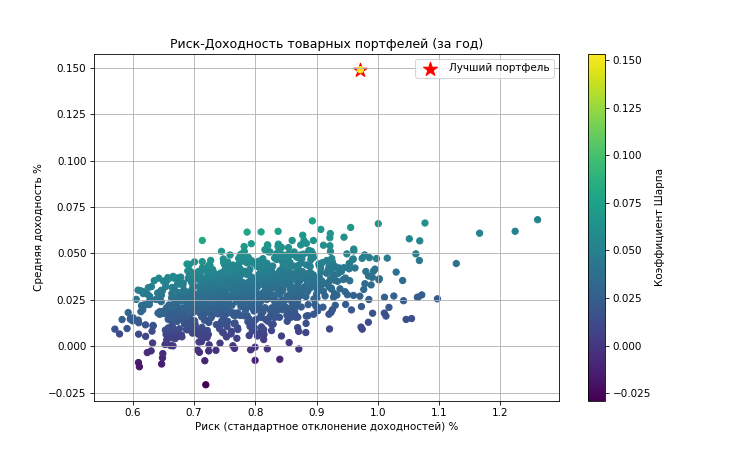 Риск-Доходность товарных портфелей (за год)
Лучший портфель
Средняя доходность %
0.150
0.125
0.100
0.075
0.050
0.025
0.000
−0.025
0.6 0.7 0.8 0.9 1.0 1.1 1.2
Риск (стандартное отклонение доходностей) %
0.150
0.125
0.100
0.075
0.050
0.025
0.000
−0.025
Коэффициент Шарпа